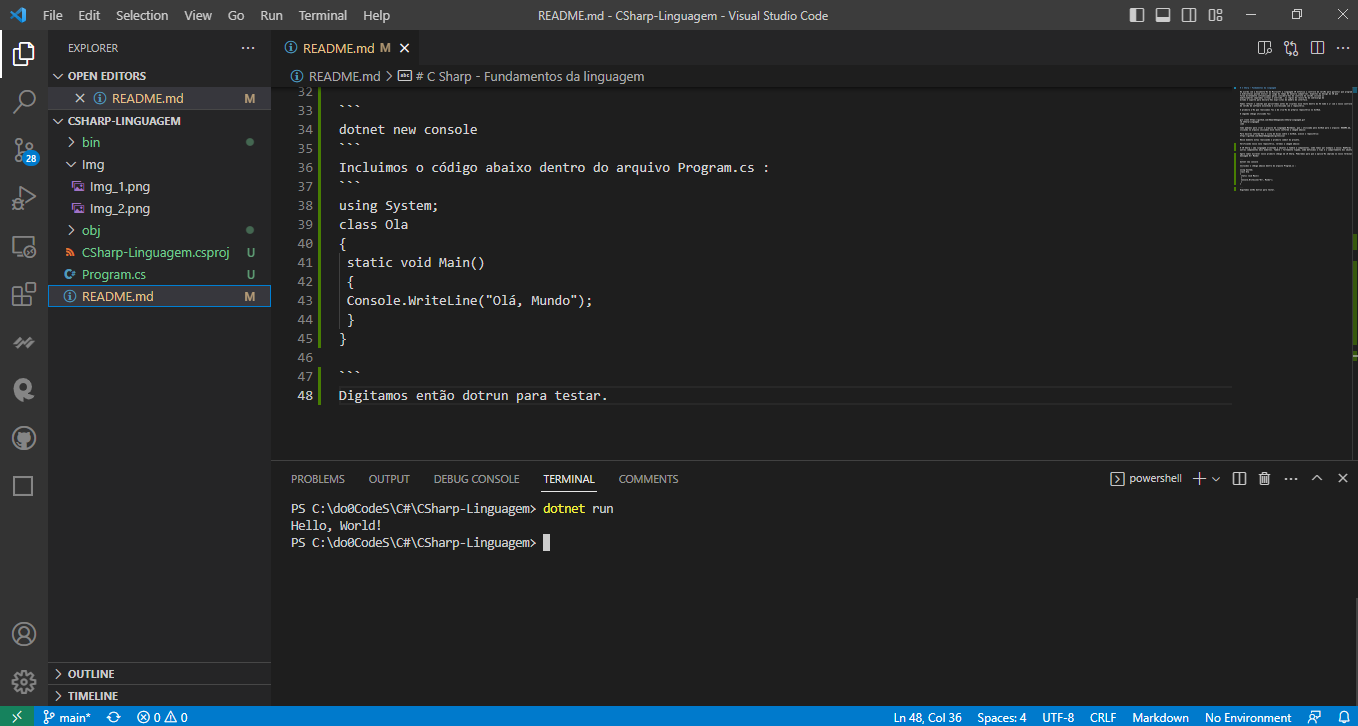 File Edit Selection View Go Run Terminal Help README.md - CSharp-Linguagem - Visual Studio Code
EXPLORER
OPEN EDITORS
README.md M
CSHARP-LINGUAGEM
bin
Img
Img_1.png
Img_2.png
obj
CSharp-Linguagem.csproj U
Program.cs U
README.md M
OUTLINE
TIMELINE
28
README.md M
README.md > # C Sharp - Fundamentos da linguagem
32
33 ```
34 dotnet new console
35 ```
36 Incluimos o código abaixo dentro do arquivo Program.cs :
37 ```
38 using System;
39 class Ola
40 {
41 static void Main()
42 {
43 Console.WriteLine("Olá, Mundo");
44 }
45 }
46
47 ```
48 Digitamos então dotrun para testar.
PROBLEMS OUTPUT DEBUG CONSOLE TERMINAL COMMENTS powershell
PS C:\do0CodeS\C#\CSharp-Linguagem> dotnet run
Hello, World!
PS C:\do0CodeS\C#\CSharp-Linguagem>
main* 0 0 Ln 48, Col 36 Spaces: 4 UTF-8 CRLF Markdown No Environment